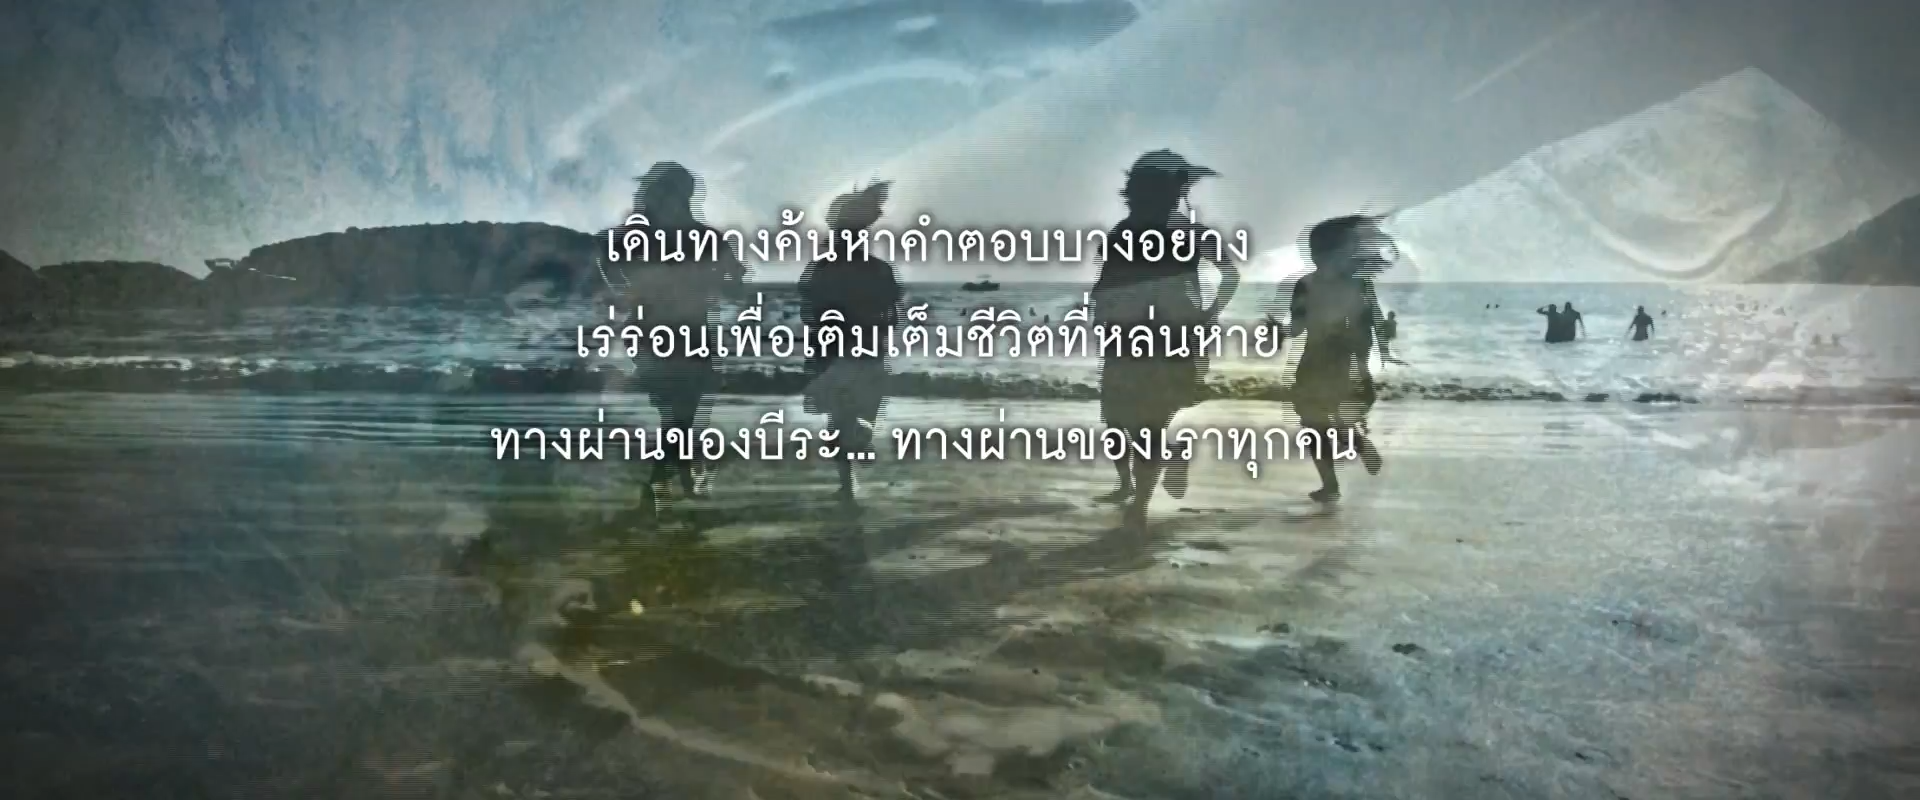 เดินทางค้นหาคำตอบบางอย่าง
เร่ร่อนเพื่อเติมเต็มชีวิตที่หล่นหาย
ทางผ่านของบีระ... ทางผ่านของเราทุกคน